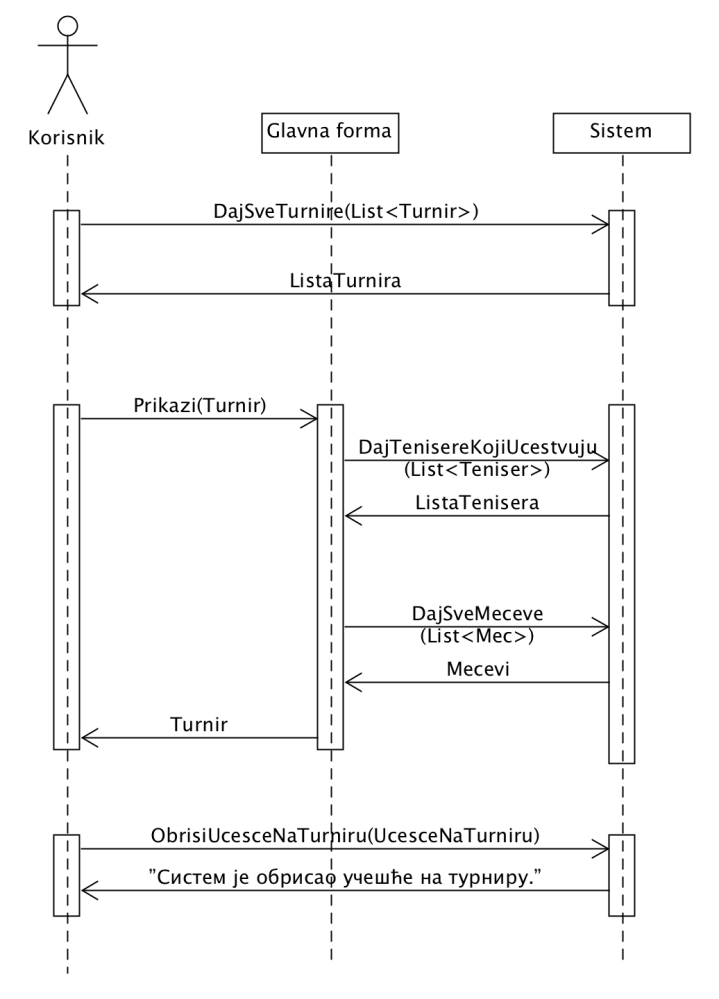 Korisnik
Glavna forma
Sistem
DajSveTurnire(List<Turnir>)
ListaTurnira
Prikazi(Turnir)
DajTenisereKojiUcestvuju
(List<Teniser>)
ListaTenisera
DajSveMeceve
(List<Mec>)
Mecevi
Turnir
ObrisiUcesceNaTurniru(UcesceNaTurniru)
”Систем је обрисао учешће на турниру.”